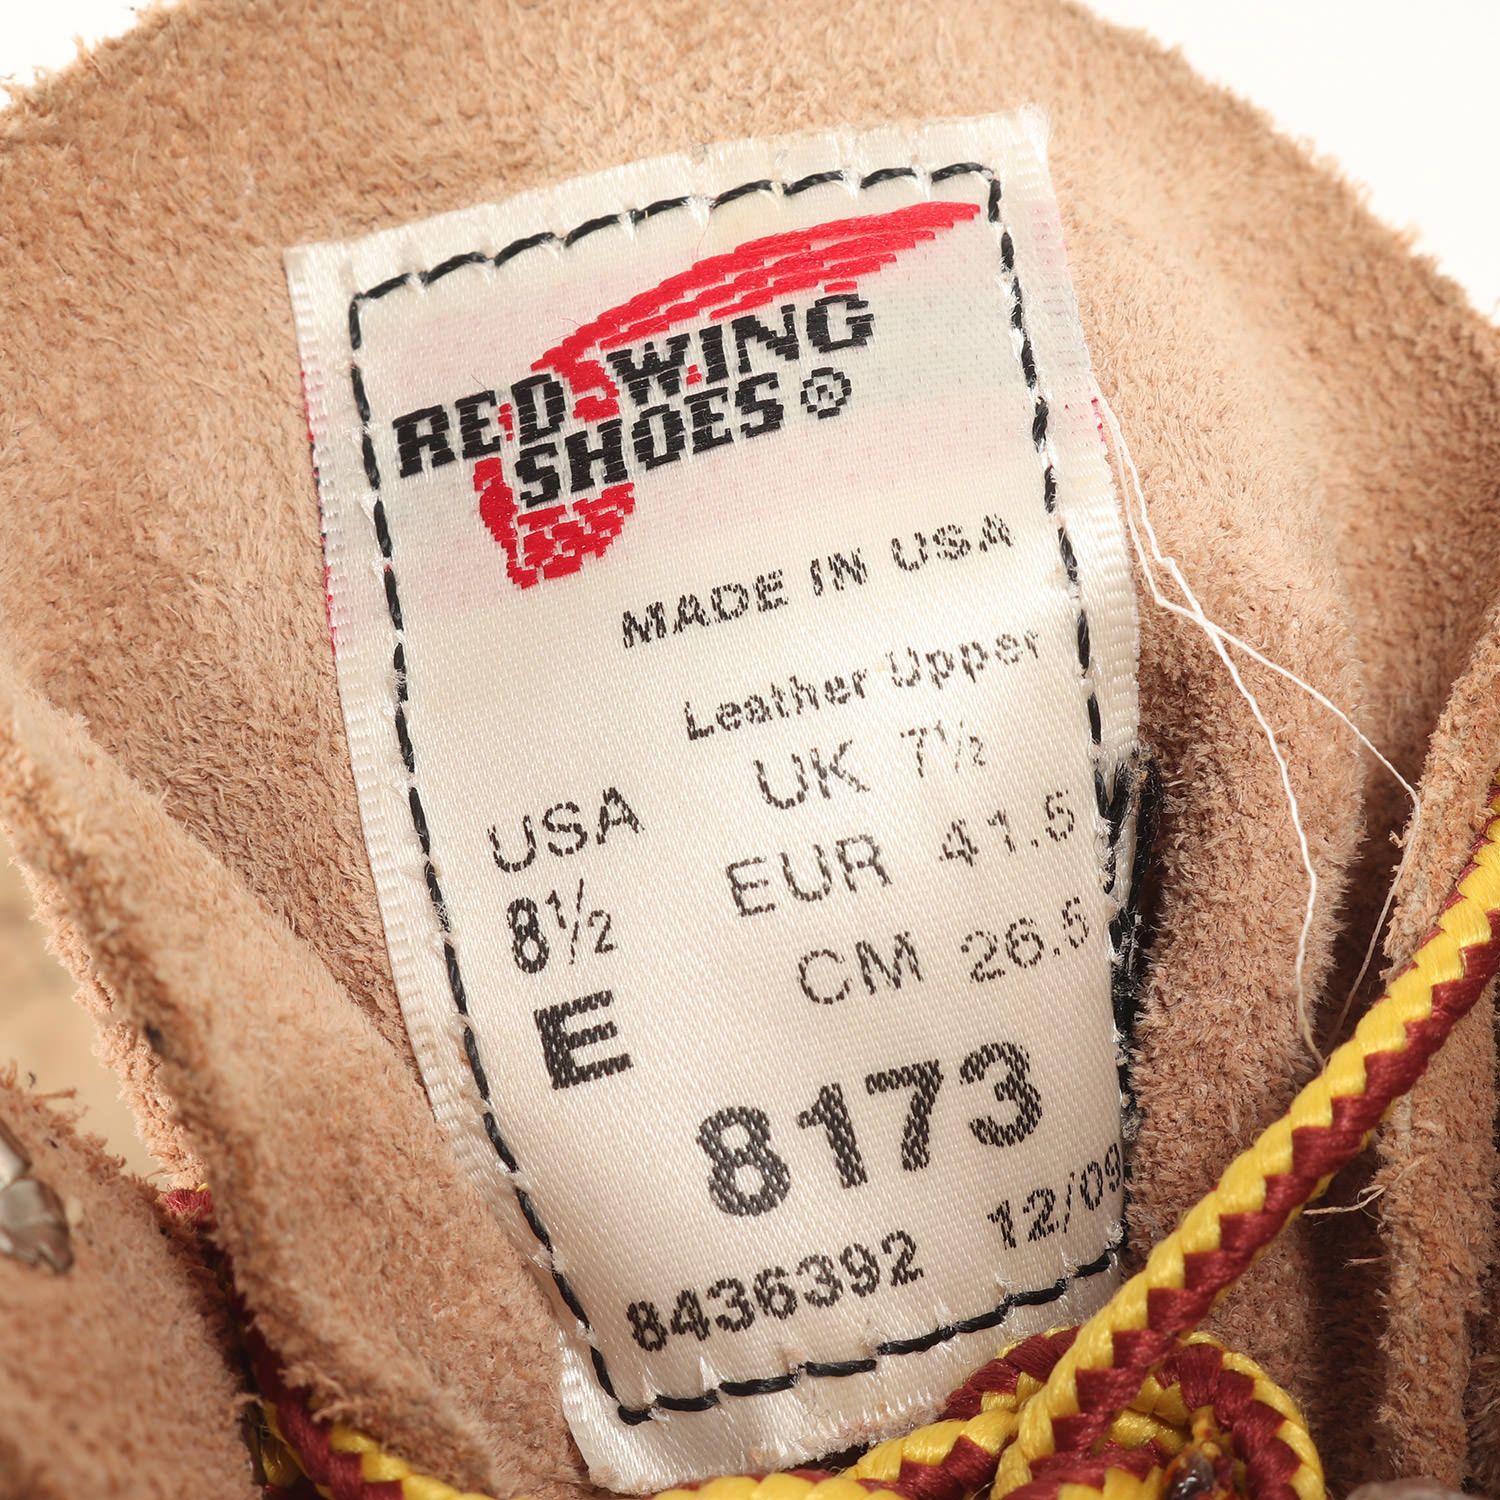 RED WING
SHOES®
MADE IN USA
Leather Upper
UK 7½
USA EUR 41.5
8½ CM 26.5
E
8173
8436392 12/09